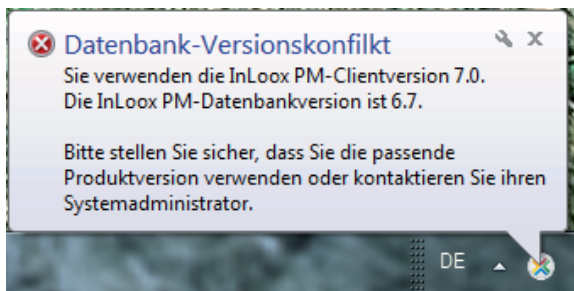 Datenbank-Versionskonfilkt
Sie verwenden die InLoox PM-Clientversion 7.0.
Die InLoox PM-Datenbankversion ist 6.7.
Bitte stellen Sie sicher, dass Sie die passende
Produktversion verwenden oder kontaktieren Sie ihren
Systemadministrator.
DE